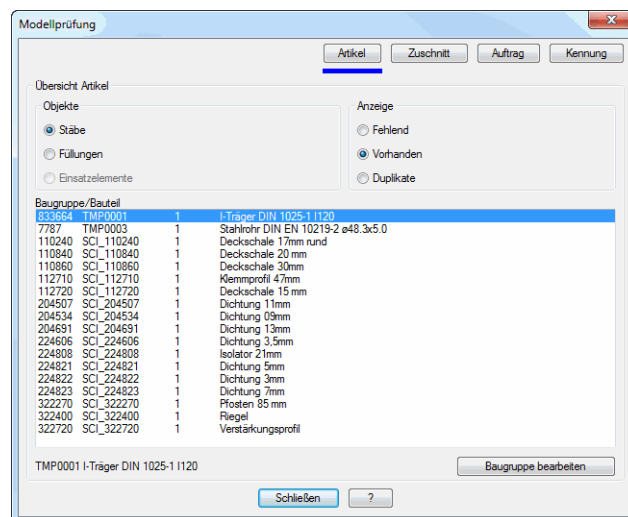 Modellprüfung
Artikel Zuschnitt Auftrag Kennung
Übersicht Artikel
Objekte
Stäbe
Füllungen
Einsatzelemente
Anzeige
Fehlend
Vorhanden
Duplikate
Baugruppe/Bauteil
833664 TMP0001 1 I-Träger DIN 1025-1 I120
7787 TMP0003 1 Stahlrohr DIN EN 10219-2 ø48.3x5.0
110240 SCI_110240 1 Deckschale 17mm rund
110840 SCI_110840 1 Deckschale 20 mm
110860 SCI_110860 1 Deckschale 30mm
112710 SCI_112710 1 Klemmprofil 47mm
112720 SCI_112720 1 Deckschale 15 mm
204507 SCI_204507 1 Dichtung 11mm
204534 SCI_204534 1 Dichtung 09mm
204691 SCI_204691 1 Dichtung 13mm
224606 SCI_224606 1 Dichtung 3,5mm
224808 SCI_224808 1 Isolator 21mm
224821 SCI_224821 1 Dichtung 5mm
224822 SCI_224822 1 Dichtung 3mm
224823 SCI_224823 1 Dichtung 7mm
322270 SCI_322270 1 Pfosten 85 mm
322400 SCI_322400 1 Riegel
322720 SCI_322720 1 Verstärkungsprofil
TMP0001 I-Träger DIN 1025-1 I120
Baugruppe bearbeiten
Schließen ?